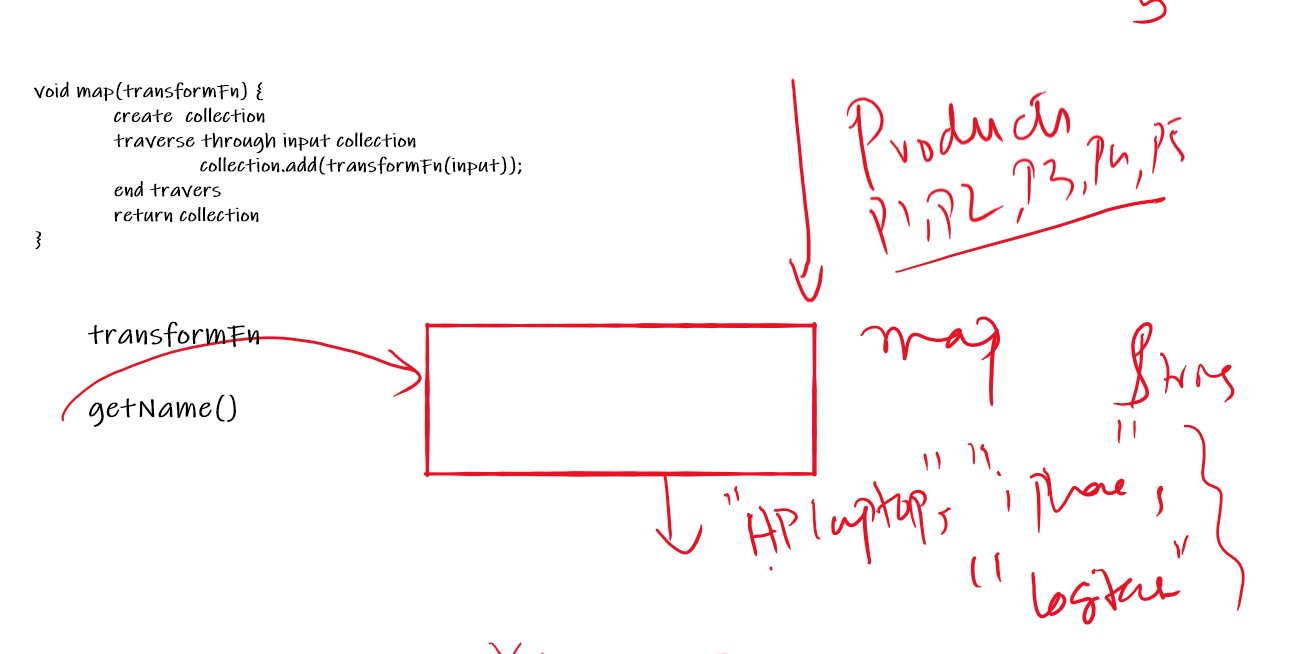 void map(transformFn) {
create collection
traverse through input collection
collection.add(transformFn(input));
end travers
return collection
}
Products
P1, P2, P3, P4, P5
transformFn
map
String
getName()
"HP laptop", "iphone",
"logitec"